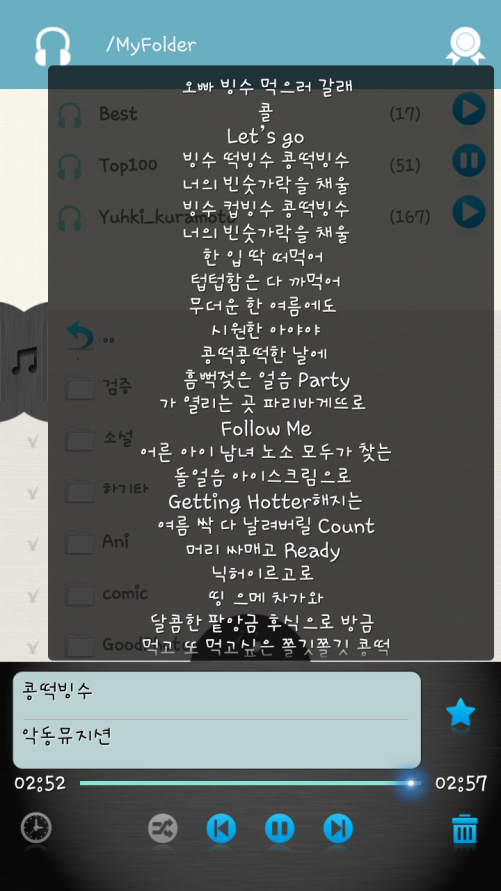 /MyFolder
오빠 빙수 먹으러 갈래
콜
Best (17)
Let's go
빙수 떡빙수 콩떡빙수
Top100 (51)
너의 빈숫가락을 채울
빙수 컵빙수 콩떡빙수
Yuhki_kuramoto (167)
너의 빈숫가락을 채울
한 입 딱 떠먹어
텁텁함은 다 까먹어
무더운 한 여름에도
시원한 아야야
..
콩떡콩떡한 날에
흠뻑젖은 얼음 Party
검증
가 열리는 곳 파리바게뜨로
Follow Me
소설
어른 아이 남녀 노소 모두가 찾는
돌얼음 아이스크림으로
하기타
Getting Hotter해지는
여름 싹 다 날려버릴 Count
Ani
머리 싸매고 Ready
닉허이르고로
comic
띵 으메 차가와
달콤한 팥앙금 후식으로 방금
먹고 또 먹고싶은 쫄깃쫄깃 콩떡
콩떡빙수
악동뮤지션
02:52 02:57